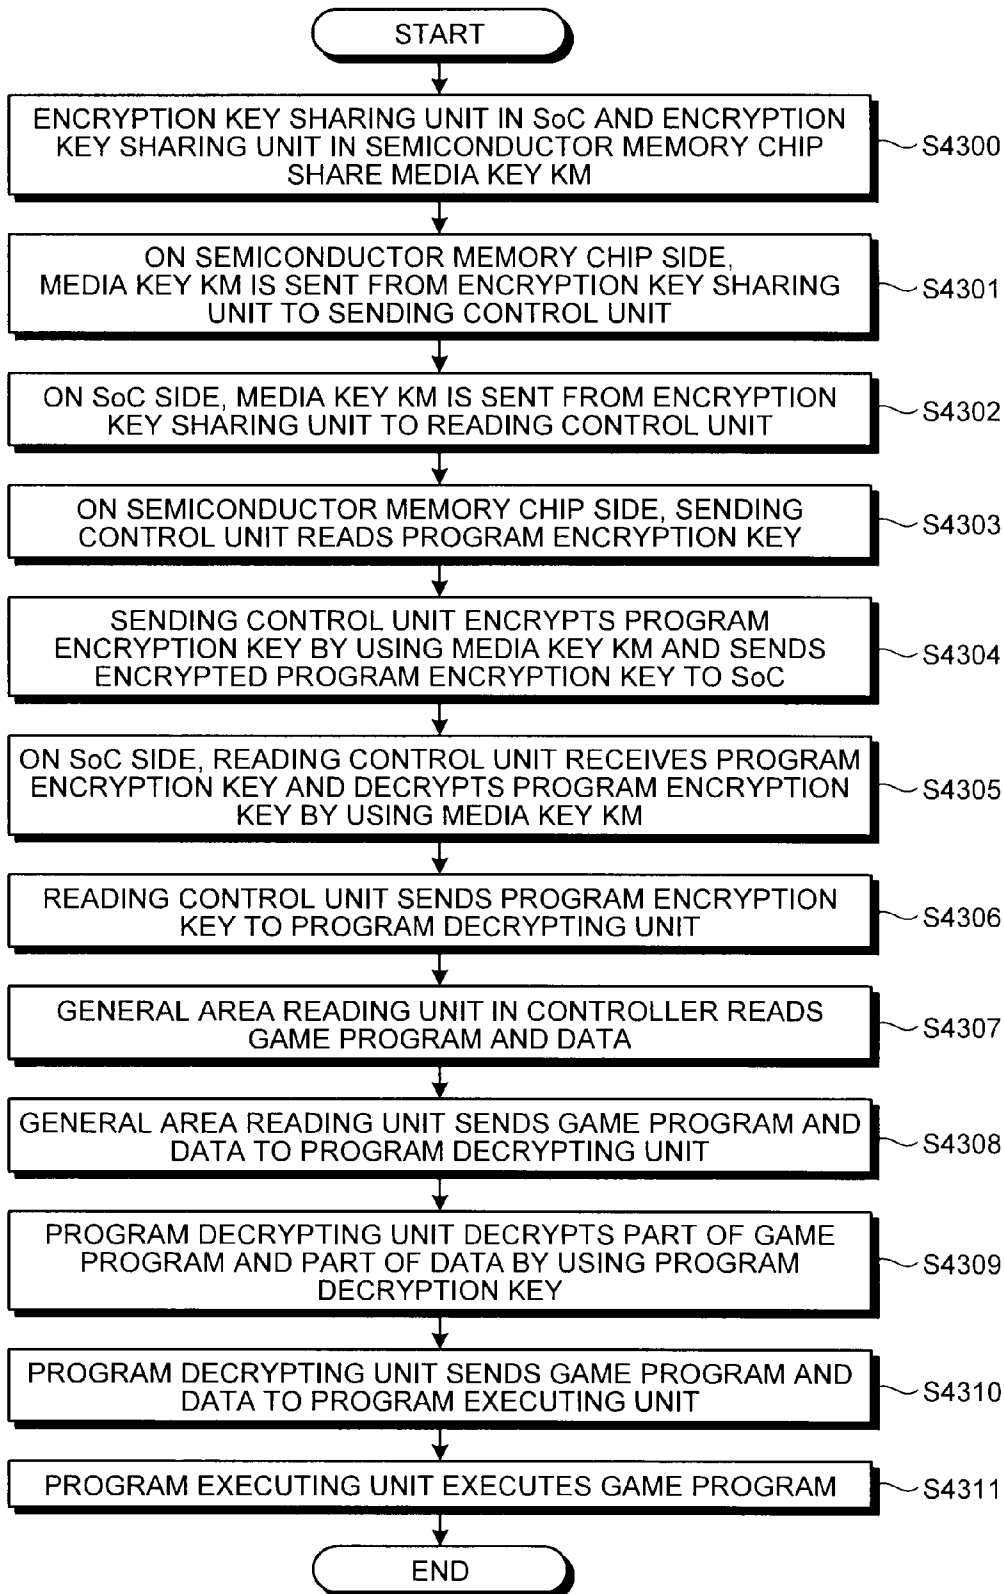 START
ENCRYPTION KEY SHARING UNIT IN SoC AND ENCRYPTION
KEY SHARING UNIT IN SEMICONDUCTOR MEMORY CHIP
SHARE MEDIA KEY KM
S4300
ON SEMICONDUCTOR MEMORY CHIP SIDE,
MEDIA KEY KM IS SENT FROM ENCRYPTION KEY SHARING
UNIT TO SENDING CONTROL UNIT
S4301
ON SoC SIDE, MEDIA KEY KM IS SENT FROM ENCRYPTION
KEY SHARING UNIT TO READING CONTROL UNIT
S4302
ON SEMICONDUCTOR MEMORY CHIP SIDE, SENDING
CONTROL UNIT READS PROGRAM ENCRYPTION KEY
S4303
SENDING CONTROL UNIT ENCRYPTS PROGRAM
ENCRYPTION KEY BY USING MEDIA KEY KM AND SENDS
ENCRYPTED PROGRAM ENCRYPTION KEY TO SoC
S4304
ON SoC SIDE, READING CONTROL UNIT RECEIVES PROGRAM
ENCRYPTION KEY AND DECRYPTS PROGRAM ENCRYPTION
KEY BY USING MEDIA KEY KM
S4305
READING CONTROL UNIT SENDS PROGRAM ENCRYPTION
KEY TO PROGRAM DECRYPTING UNIT
S4306
GENERAL AREA READING UNIT IN CONTROLLER READS
GAME PROGRAM AND DATA
S4307
GENERAL AREA READING UNIT SENDS GAME PROGRAM AND
DATA TO PROGRAM DECRYPTING UNIT
S4308
PROGRAM DECRYPTING UNIT DECRYPTS PART OF GAME
PROGRAM AND PART OF DATA BY USING PROGRAM
DECRYPTION KEY
S4309
PROGRAM DECRYPTING UNIT SENDS GAME PROGRAM AND
DATA TO PROGRAM EXECUTING UNIT
S4310
PROGRAM EXECUTING UNIT EXECUTES GAME PROGRAM
S4311
END